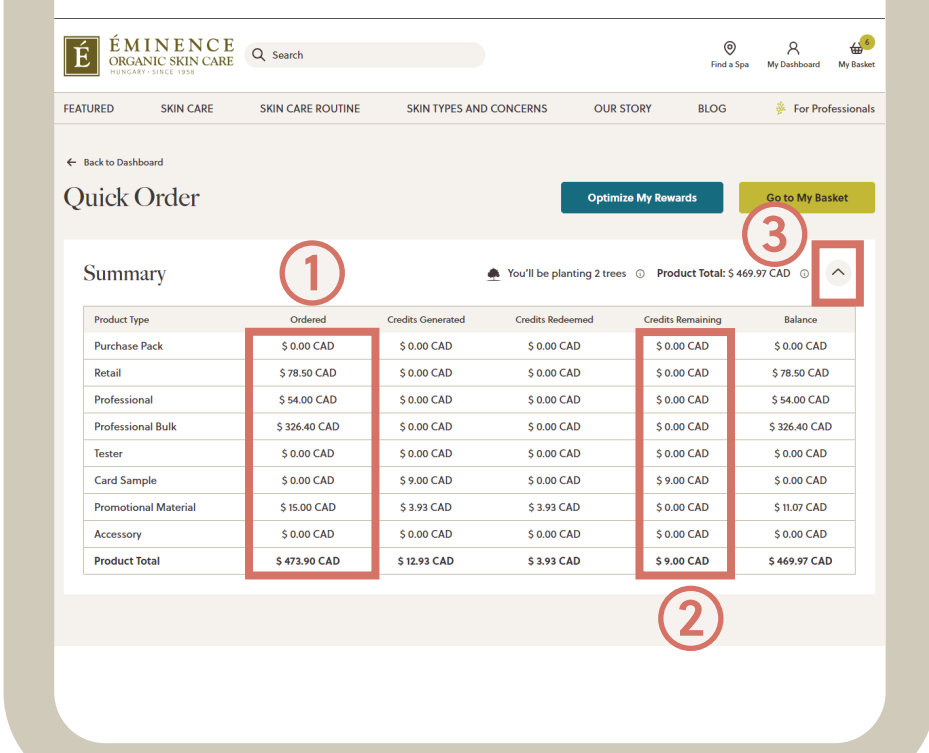 É
ÉMINENCE
ORGANIC SKIN CARE
HUNGARY · SINCE 1958
Search
Find a Spa
My Dashboard
6
My Basket
FEATURED SKIN CARE SKIN CARE ROUTINE SKIN TYPES AND CONCERNS OUR STORY BLOG For Professionals
← Back to Dashboard
Quick Order
Optimize My Rewards
Go to My Basket
3
Summary
1
You'll be planting 2 trees Product Total: $ 469.97 CAD
Product Type Ordered Credits Generated Credits Redeemed Credits Remaining Balance
Purchase Pack $ 0.00 CAD $ 0.00 CAD $ 0.00 CAD $ 0.00 CAD $ 0.00 CAD
Retail $ 78.50 CAD $ 0.00 CAD $ 0.00 CAD $ 0.00 CAD $ 78.50 CAD
Professional $ 54.00 CAD $ 0.00 CAD $ 0.00 CAD $ 0.00 CAD $ 54.00 CAD
Professional Bulk $ 326.40 CAD $ 0.00 CAD $ 0.00 CAD $ 0.00 CAD $ 326.40 CAD
Tester $ 0.00 CAD $ 0.00 CAD $ 0.00 CAD $ 0.00 CAD $ 0.00 CAD
Card Sample $ 0.00 CAD $ 9.00 CAD $ 0.00 CAD $ 9.00 CAD $ 0.00 CAD
Promotional Material $ 15.00 CAD $ 3.93 CAD $ 3.93 CAD $ 0.00 CAD $ 11.07 CAD
Accessory $ 0.00 CAD $ 0.00 CAD $ 0.00 CAD $ 0.00 CAD $ 0.00 CAD
Product Total $ 473.90 CAD $ 12.93 CAD $ 3.93 CAD $ 9.00 CAD $ 469.97 CAD
2